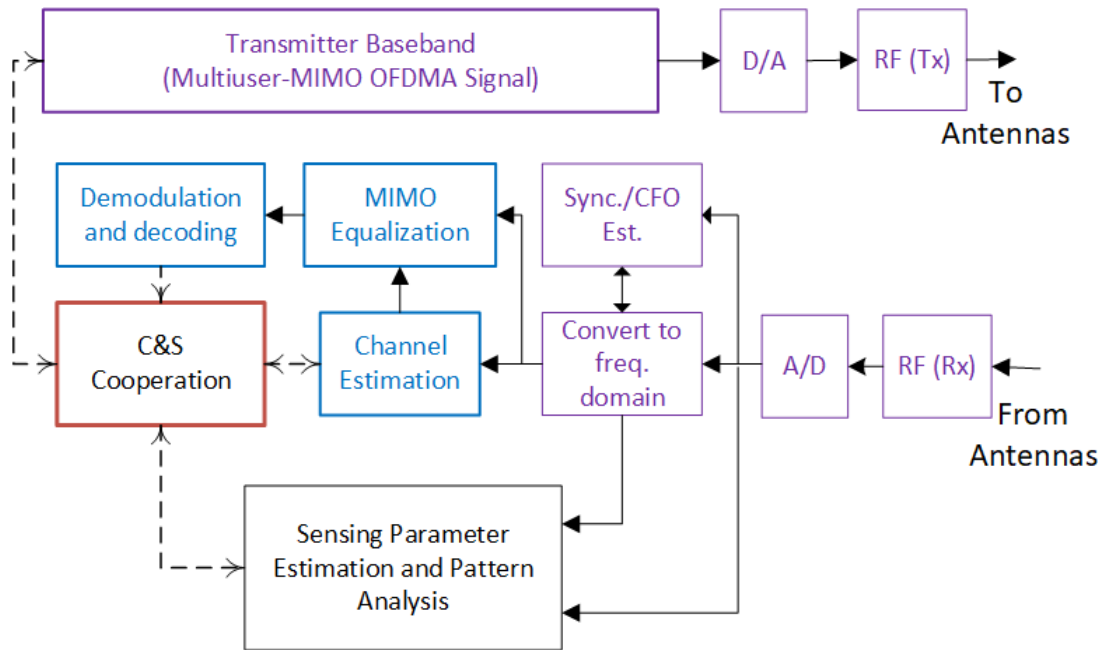 Transmitter Baseband
(Multiuser-MIMO OFDMA Signal)
D/A
RF (Tx)
To
Antennas
Demodulation
and decoding
MIMO
Equalization
Sync./CFO
Est.
C&S
Cooperation
Channel
Estimation
Convert to
freq.
domain
A/D
RF (Rx)
From
Antennas
Sensing Parameter
Estimation and Pattern
Analysis